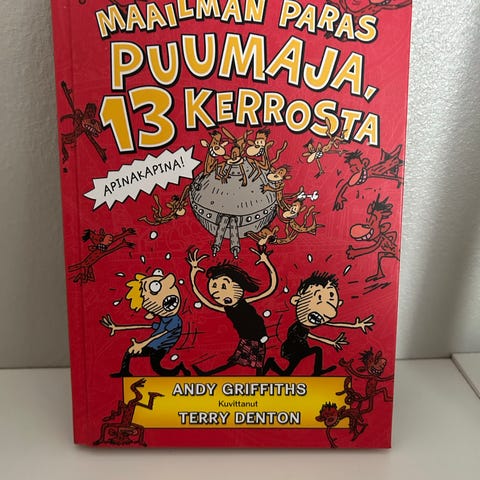 MAAILMAN PARAS
PUUMAJA,
13 KERROSTA
APINAKAPINA!
ANDY GRIFFITHS
Kuvittanut
TERRY DENTON